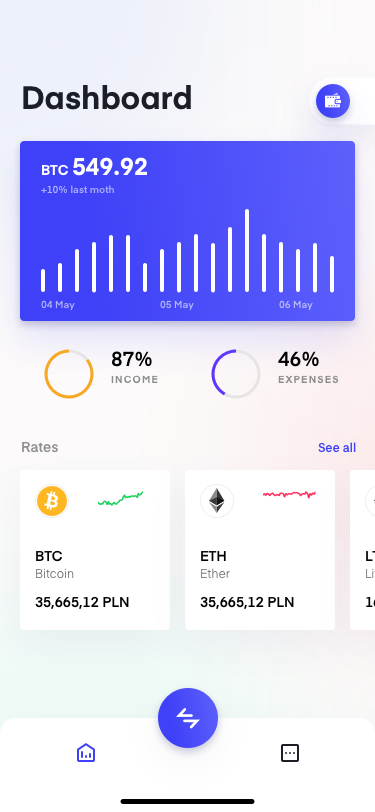 Dashboard
BTC 549.92
+10% last moth
04 May 05 May 06 May
87% 46%
INCOME EXPENSES
Rates See all
BTC ETH
Bitcoin Ether
35,665,12 PLN 35,665,12 PLN